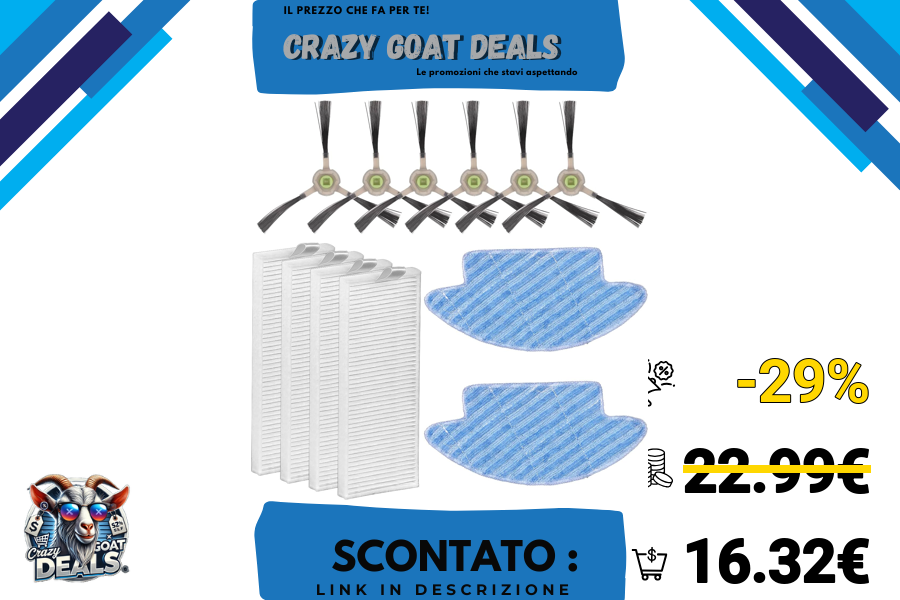 IL PREZZO CHE FA PER TE!
CRAZY GOAT DEALS
Le promozioni che stavi aspettando
-29%
22.99€
16.32€
SCONTATO :
LINK IN DESCRIZIONE
Crazy
GOAT
DEALS